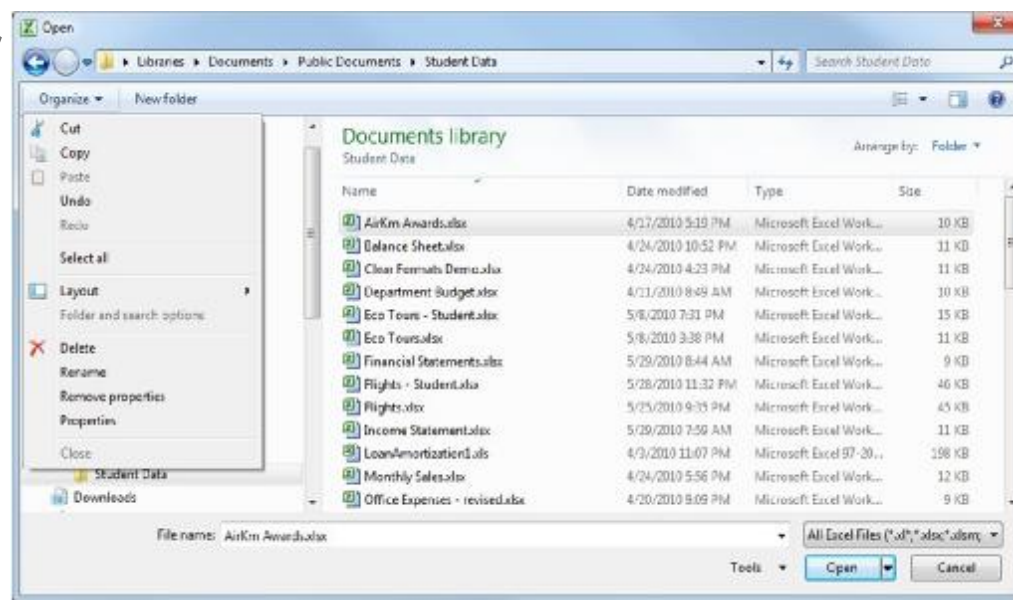 Open
Libraries ▸ Documents ▸ Public Documents ▸ Student Data
Search Student Data
Organize
New folder
Cut
Copy
Paste
Undo
Redo
Select all
Layout
Folder and search options
Delete
Rename
Remove properties
Properties
Close
Student Data
Downloads
Documents library
Student Data
Arrange by: Folder
Name Date modified Type Size
AirKm Awards.xlsx 4/17/2010 5:19 PM Microsoft Excel Work... 10 KB
Balance Sheet.xlsx 4/24/2010 10:52 PM Microsoft Excel Work... 11 KB
Clear Formats Demo.xlsx 4/24/2010 4:23 PM Microsoft Excel Work... 11 KB
Department Budget.xlsx 4/11/2010 8:49 AM Microsoft Excel Work... 10 KB
Eco Tours - Student.xlsx 5/8/2010 7:31 PM Microsoft Excel Work... 15 KB
Eco Tours.xlsx 5/8/2010 3:38 PM Microsoft Excel Work... 11 KB
Financial Statements.xlsx 5/29/2010 8:44 AM Microsoft Excel Work... 9 KB
Flights - Student.xlsx 5/28/2010 11:32 PM Microsoft Excel Work... 46 KB
Flights.xlsx 5/25/2010 9:35 PM Microsoft Excel Work... 45 KB
Income Statement.xlsx 5/29/2010 7:59 AM Microsoft Excel Work... 11 KB
LoanAmortization1.xls 4/3/2010 11:07 PM Microsoft Excel 97-20... 198 KB
Monthly Sales.xlsx 4/24/2010 5:56 PM Microsoft Excel Work... 12 KB
Office Expenses - revised.xlsx 4/20/2010 9:09 PM Microsoft Excel Work... 9 KB
File name: AirKm Awards.xlsx
All Excel Files (*.xl*;*.xlsx;*.xlsm;
Tools Open Cancel